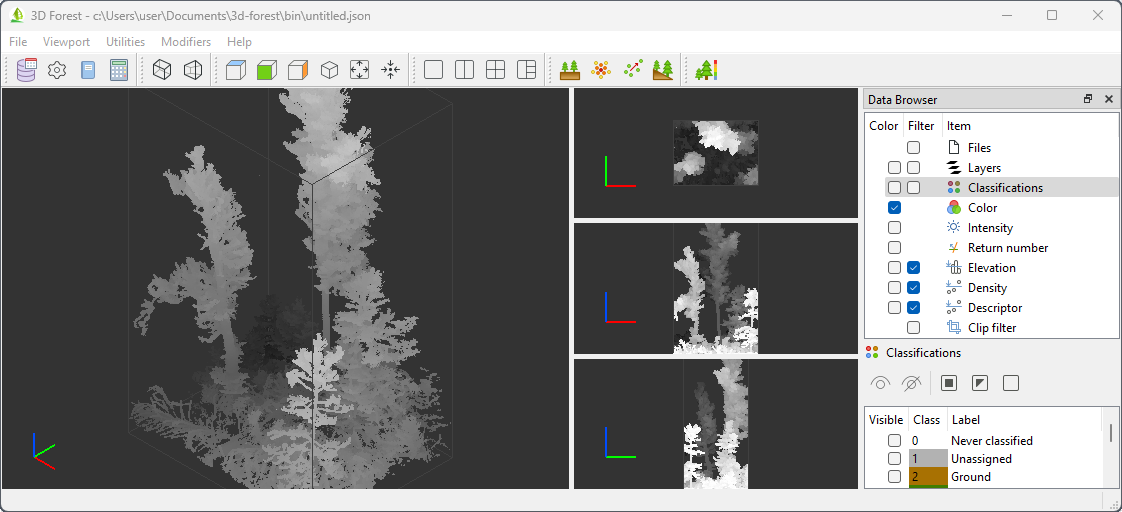 3D Forest - c:\Users\user\Documents\3d-forest\bin\untitled.json
File Viewport Utilities Modifiers Help
Data Browser
Color Filter Item
Files
Layers
Classifications
Color
Intensity
Return number
Elevation
Density
Descriptor
Clip filter
Classifications
Visible Class Label
0 Never classified
1 Unassigned
2 Ground